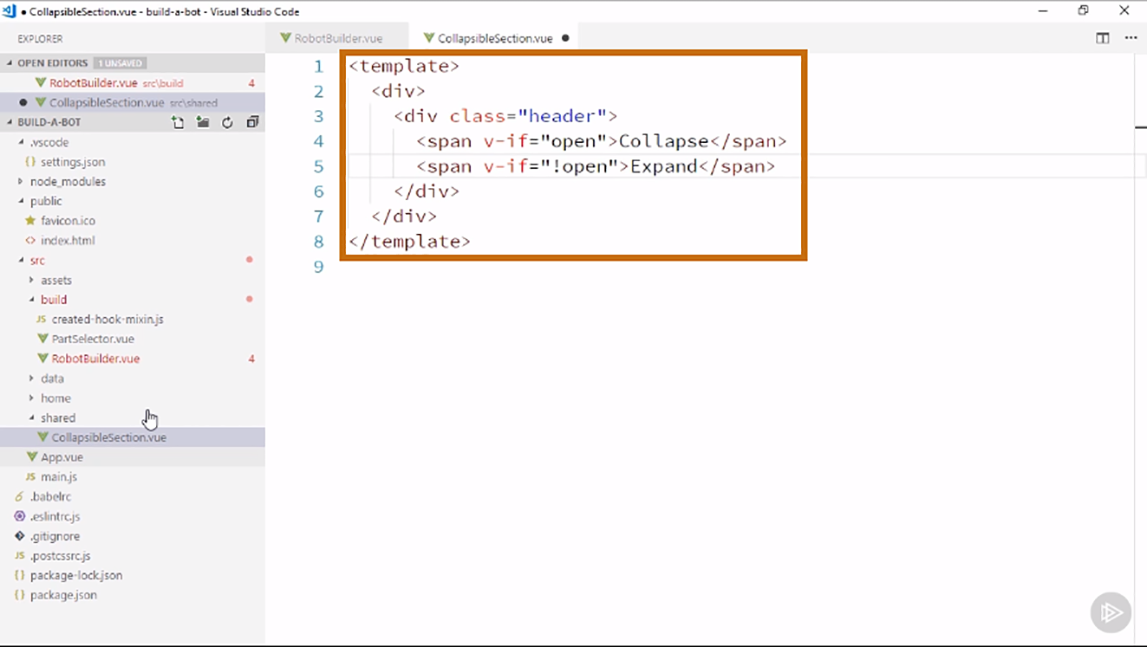 CollapsibleSection.vue - build-a-bot - Visual Studio Code
EXPLORER
OPEN EDITORS 1 UNSAVED
RobotBuilder.vue src\build 4
CollapsibleSection.vue src\shared
BUILD-A-BOT
.vscode
{} settings.json
node_modules
public
favicon.ico
<> index.html
src
assets
build
JS created-hook-mixin.js
PartSelector.vue
RobotBuilder.vue 4
data
home
shared
CollapsibleSection.vue
App.vue
JS main.js
.babelrc
.eslintrc.js
.gitignore
JS .postcssrc.js
{} package-lock.json
{} package.json
RobotBuilder.vue CollapsibleSection.vue
1 <template>
2 <div>
3 <div class="header">
4 <span v-if="open">Collapse</span>
5 <span v-if="!open">Expand</span>
6 </div>
7 </div>
8 </template>
9